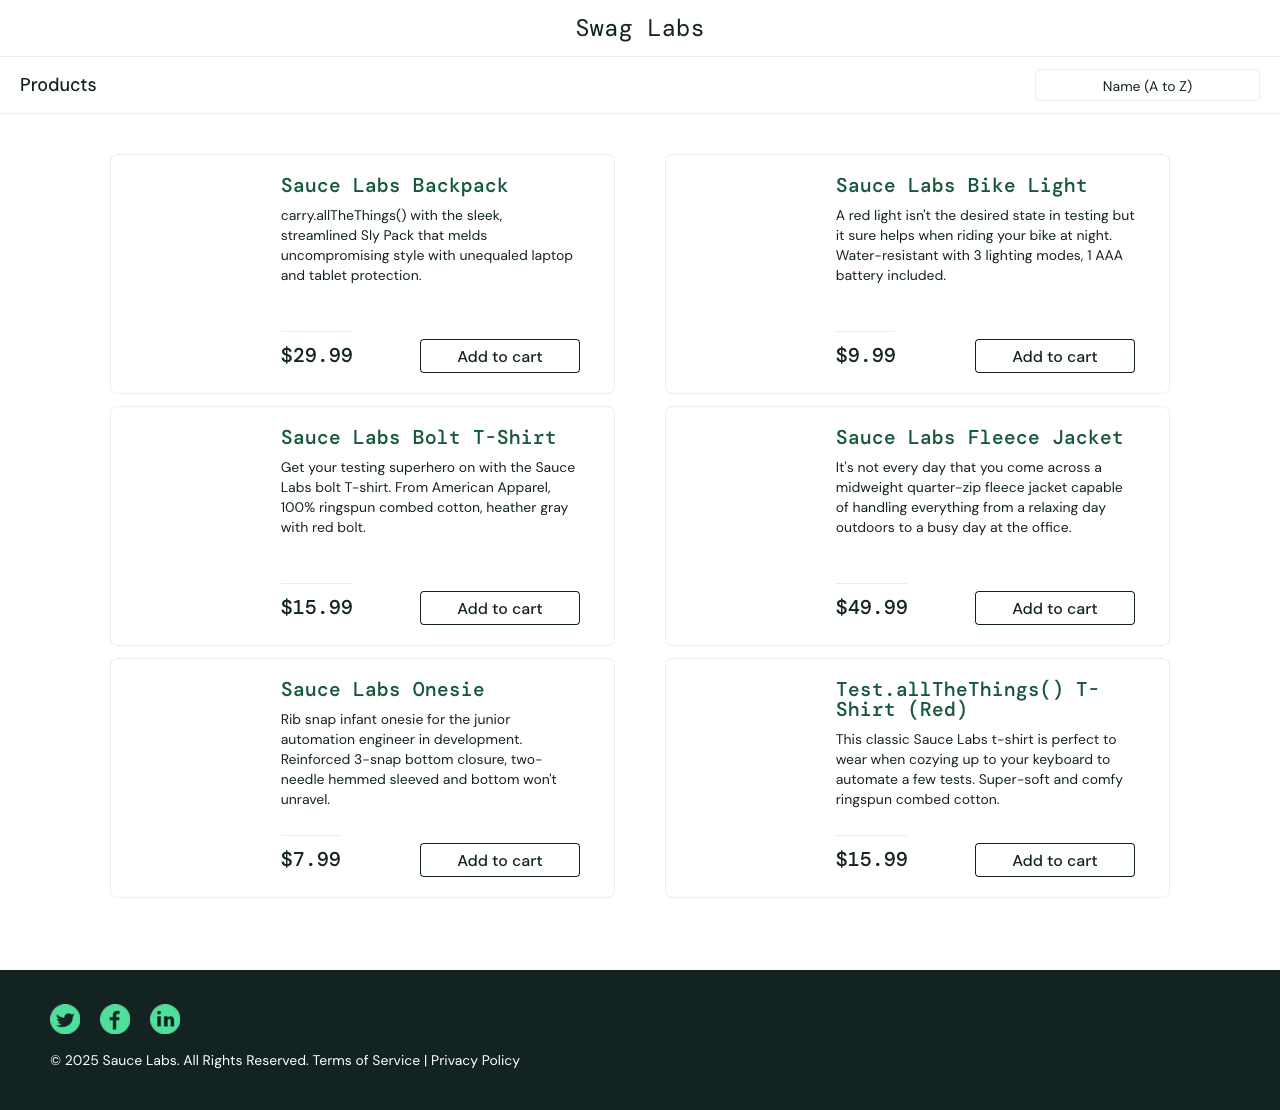 Swag Labs
Products
Name (A to Z)
Sauce Labs Backpack
carry.allTheThings() with the sleek,
streamlined Sly Pack that melds
uncompromising style with unequaled laptop
and tablet protection.
$29.99
Add to cart
Sauce Labs Bike Light
A red light isn't the desired state in testing but
it sure helps when riding your bike at night.
Water-resistant with 3 lighting modes, 1 AAA
battery included.
$9.99
Add to cart
Sauce Labs Bolt T-Shirt
Get your testing superhero on with the Sauce
Labs bolt T-shirt. From American Apparel,
100% ringspun combed cotton, heather gray
with red bolt.
$15.99
Add to cart
Sauce Labs Fleece Jacket
It's not every day that you come across a
midweight quarter-zip fleece jacket capable
of handling everything from a relaxing day
outdoors to a busy day at the office.
$49.99
Add to cart
Sauce Labs Onesie
Rib snap infant onesie for the junior
automation engineer in development.
Reinforced 3-snap bottom closure, two-
needle hemmed sleeved and bottom won't
unravel.
$7.99
Add to cart
Test.allTheThings() T-
Shirt (Red)
This classic Sauce Labs t-shirt is perfect to
wear when cozying up to your keyboard to
automate a few tests. Super-soft and comfy
ringspun combed cotton.
$15.99
Add to cart
© 2025 Sauce Labs. All Rights Reserved. Terms of Service | Privacy Policy